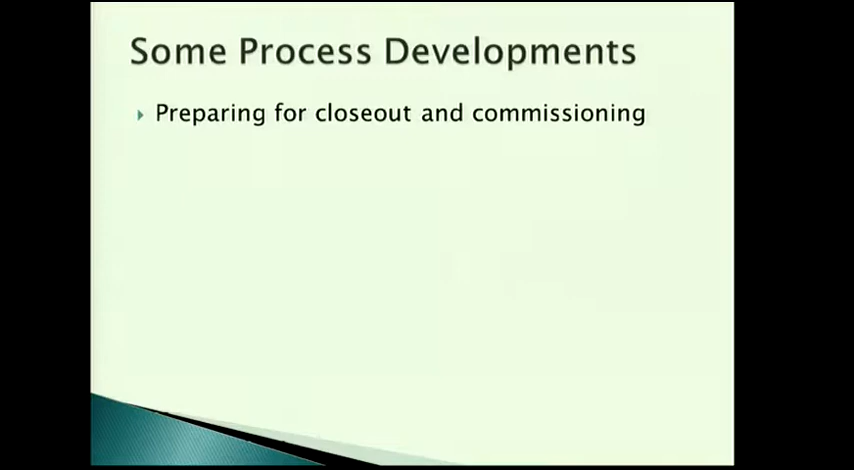 Some Process Developments
Preparing for closeout and commissioning